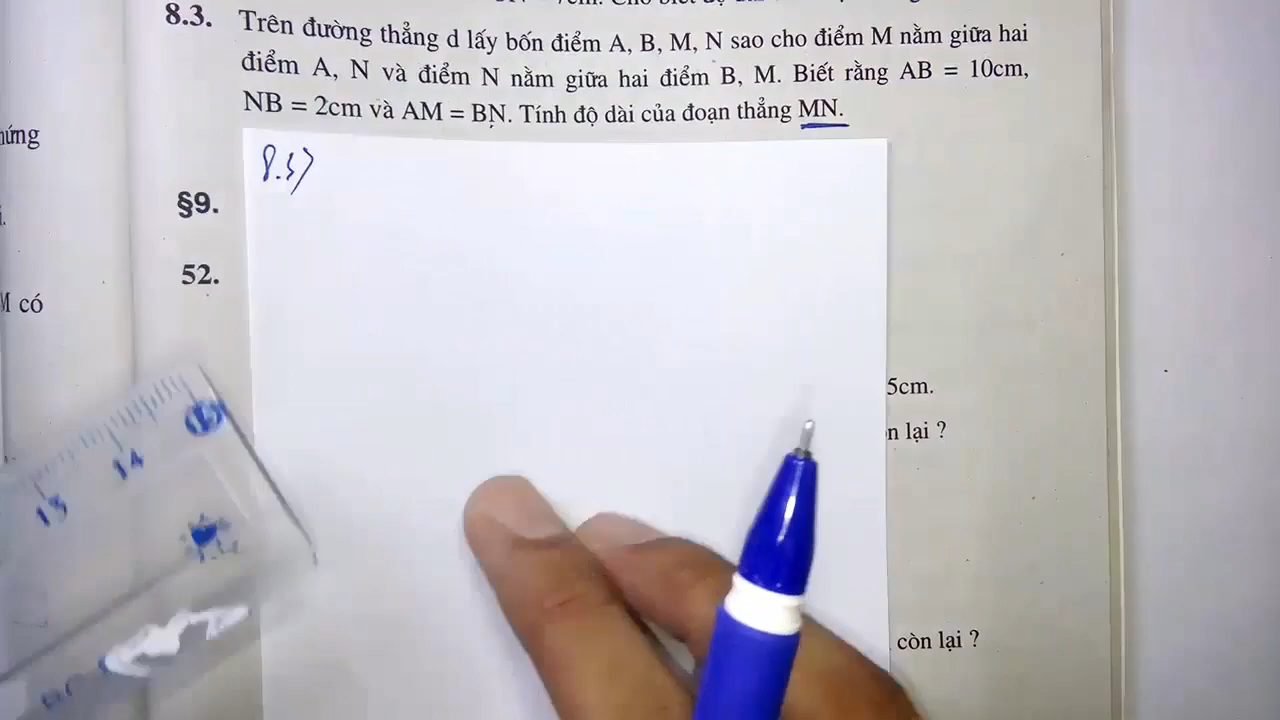 8.3. Trên đường thẳng d lấy bốn điểm A, B, M, N sao cho điểm M nằm giữa hai
điểm A, N và điểm N nằm giữa hai điểm B, M. Biết rằng AB = 10cm,
NB = 2cm và AM = BN. Tính độ dài của đoạn thẳng MN.
8.3)
§9.
52.
M có
5cm.
lại ?
còn lại ?
13
14
15